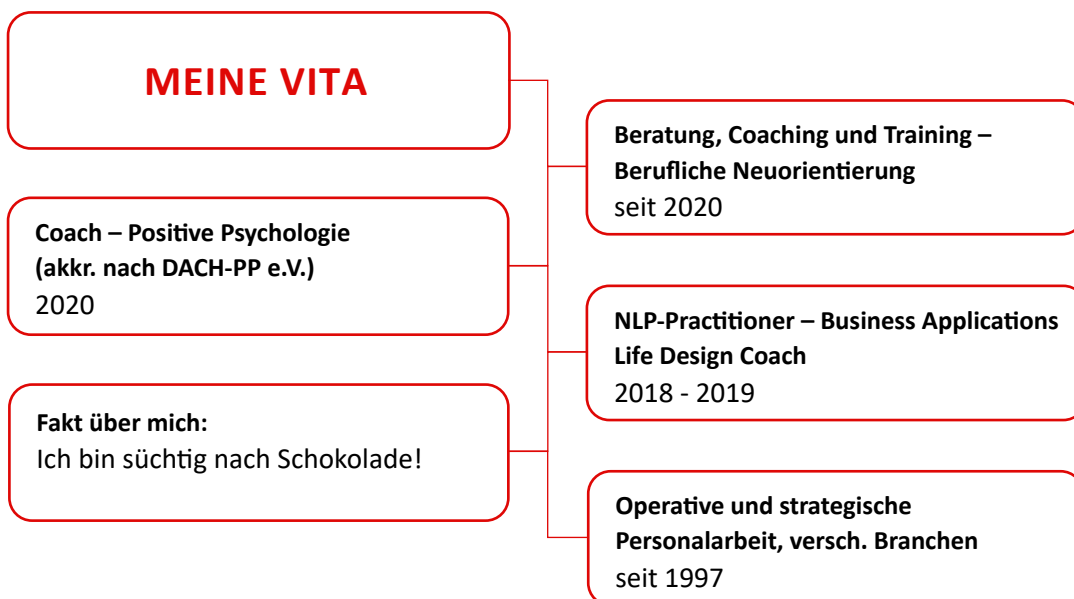 MEINE VITA
Beratung, Coaching und Training –
Berufliche Neuorientierung
seit 2020
Coach – Positive Psychologie
(akkr. nach DACH-PP e.V.)
2020
NLP-Practitioner – Business Applications
Life Design Coach
2018 - 2019
Fakt über mich:
Ich bin süchtig nach Schokolade!
Operative und strategische
Personalarbeit, versch. Branchen
seit 1997